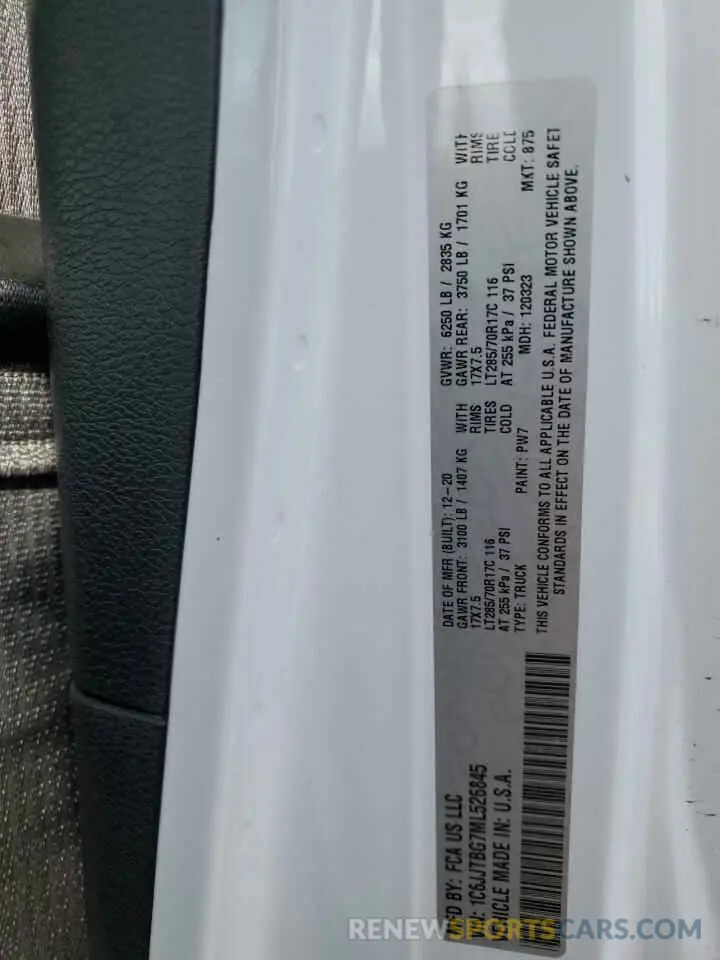 FD BY: FCA US LLC
: 1C6JJTBG7ML526845
HICLE MADE IN: U.S.A.
DATE OF MFR (BUILT): 12-20 GVWR: 6250 LB / 2835 KG
GAWR FRONT: 3100 LB / 1407 KG WITH GAWR REAR: 3750 LB / 1701 KG WITH
17X7.5 RIMS 17X7.5 RIMS
LT285/70R17C 116 TIRES LT285/70R17C 116 TIRE
AT 255 kPa / 37 PSI COLD AT 255 kPa / 37 PSI COLD
TYPE: TRUCK PAINT: PW7 MDH: 120323 MKT: 875
THIS VEHICLE CONFORMS TO ALL APPLICABLE U.S.A. FEDERAL MOTOR VEHICLE SAFET
STANDARDS IN EFFECT ON THE DATE OF MANUFACTURE SHOWN ABOVE.
RENEWSPORTSCARS.COM